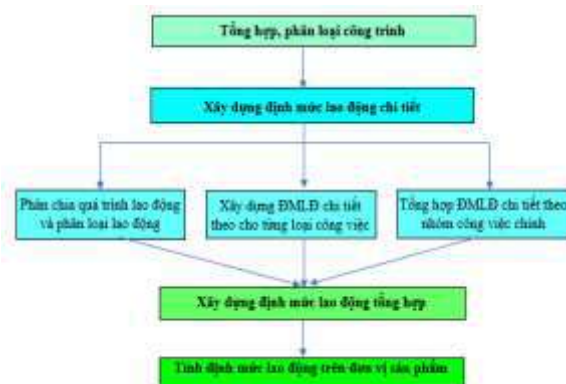 Tổng hợp, phân loại công trình
Xây dựng định mức lao động chi tiết
Phân chia quá trình lao động
và phân loại lao động
Xây dựng ĐMLĐ chi tiết
theo cho từng loại công việc
Tổng hợp ĐMLĐ chi tiết theo
nhóm công việc chính
Xây dựng định mức lao động tổng hợp
Tính định mức lao động trên đơn vị sản phẩm